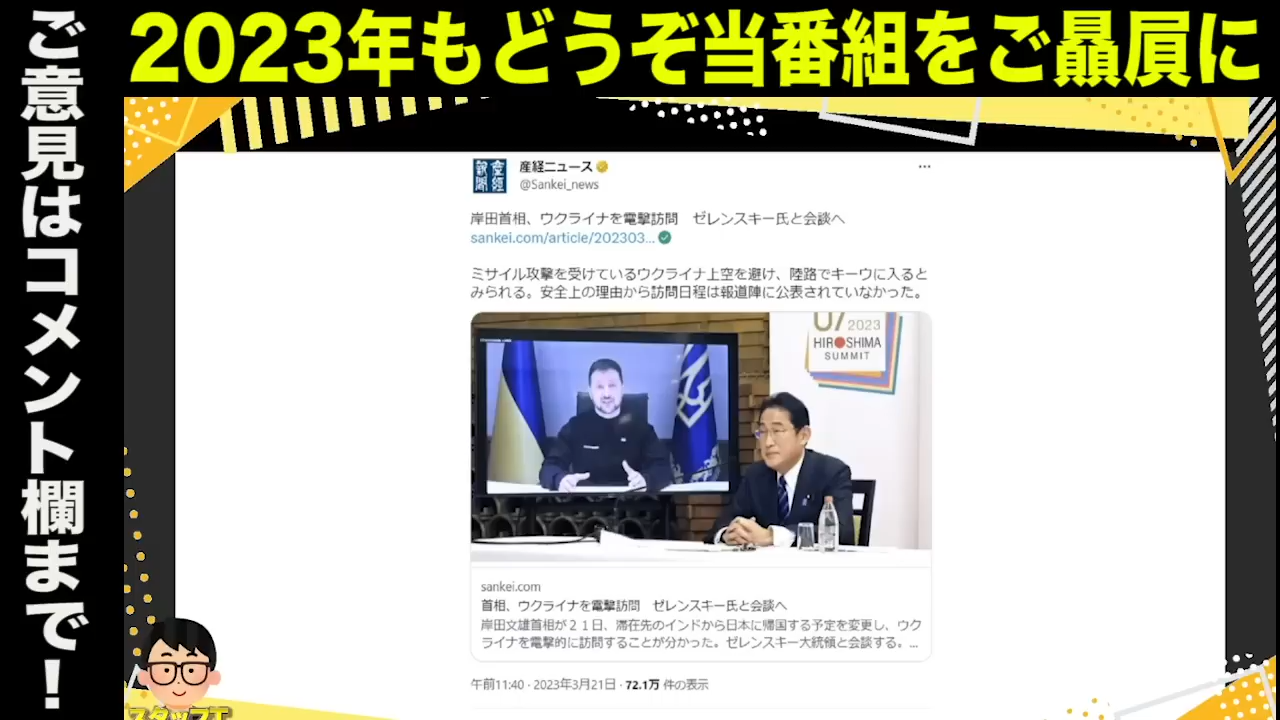 2023年もどうぞ当番組をご贔屓に
ご意見はコメント欄まで!
産経新聞
産経ニュース
@Sankei_news
岸田首相、ウクライナを電撃訪問 ゼレンスキー氏と会談へ
sankei.com/article/202303...
ミサイル攻撃を受けているウクライナ上空を避け、陸路でキーウに入ると
みられる。安全上の理由から訪問日程は報道陣に公表されていなかった。
2023
HIROSHIMA
SUMMIT
sankei.com
首相、ウクライナを電撃訪問 ゼレンスキー氏と会談へ
岸田文雄首相が21日、滞在先のインドから日本に帰国する予定を変更し、ウク
ライナを電撃的に訪問することが分かった。ゼレンスキー大統領と会談する。...
午前11:40 · 2023年3月21日 · 72.1万 件の表示
スタッフT